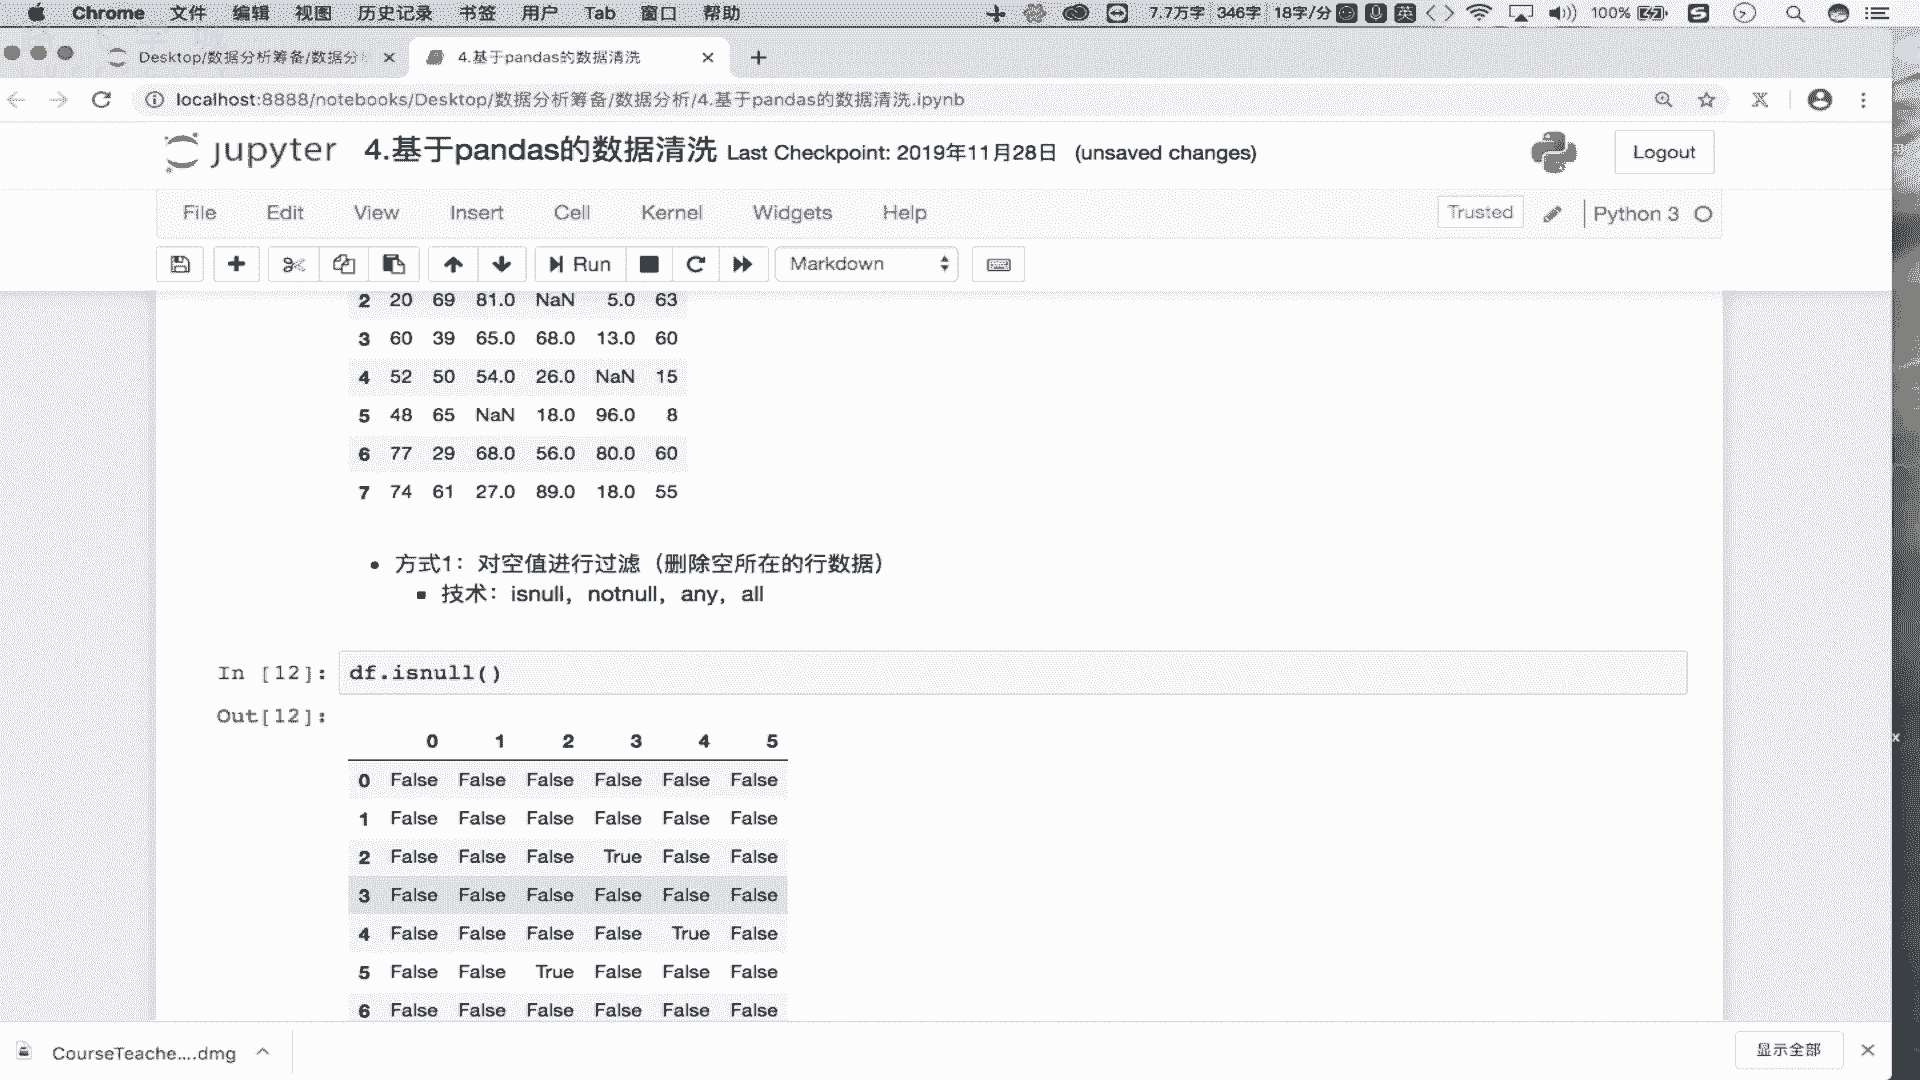 Chrome 文件 编辑 视图 历史记录 书签 用户 Tab 窗口 帮助 7.7万字 346字 18字/分 英 100%
Desktop/数据分析筹备/数据分
4.基于pandas的数据清洗
localhost:8888/notebooks/Desktop/数据分析筹备/数据分析/4.基于pandas的数据清洗.ipynb
jupyter 4.基于pandas的数据清洗 Last Checkpoint: 2019年11月28日 (unsaved changes) Logout
File Edit View Insert Cell Kernel Widgets Help Trusted Python 3
Run Markdown
2 20 69 81.0 NaN 5.0 63
3 60 39 65.0 68.0 13.0 60
4 52 50 54.0 26.0 NaN 15
5 48 65 NaN 18.0 96.0 8
6 77 29 68.0 56.0 80.0 60
7 74 61 27.0 89.0 18.0 55
方式1：对空值进行过滤（删除空所在的行数据）
技术：isnull，notnull，any，all
In [12]: df.isnull()
Out[12]:
0 1 2 3 4 5
0 False False False False False False
1 False False False False False False
2 False False False True False False
3 False False False False False False
4 False False False False True False
5 False False True False False False
6 False False False False False False
CourseTeache....dmg 显示全部